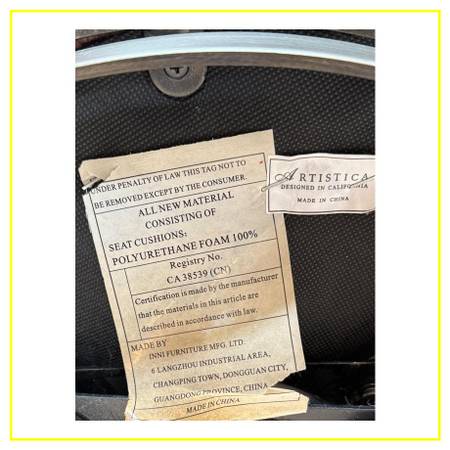 UNDER PENALTY OF LAW THIS TAG NOT TO
BE REMOVED EXCEPT BY THE CONSUMER.
ALL NEW MATERIAL
CONSISTING OF
SEAT CUSHIONS:
POLYURETHANE FOAM 100%
Registry No.
CA 38539 (CN)
Certification is made by the manufacturer
that the materials in this article are
described in accordance with law.
MADE BY
INNI FURNITURE MFG. LTD.
6 LANGZHOU INDUSTRIAL AREA,
CHANGPING TOWN, DONGGUAN CITY,
GUANGDONG PROVINCE, CHINA
MADE IN CHINA
ARTISTICA
DESIGNED IN CALIFORNIA
MADE IN CHINA